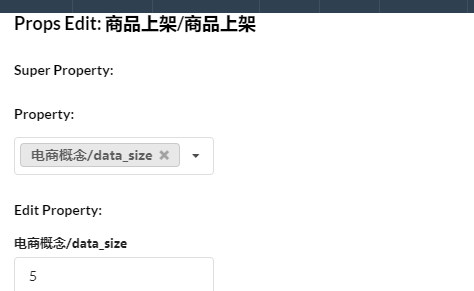 Props Edit: 商品上架/商品上架
Super Property:
Property:
电商概念/data_size ✖
Edit Property:
电商概念/data_size
5